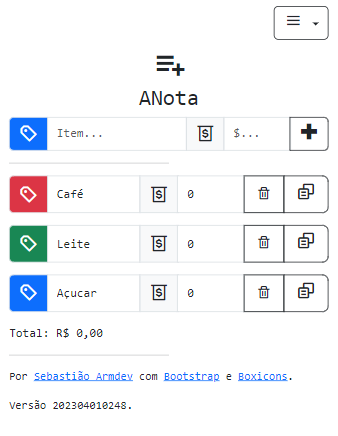 ANota
Item... $...
Café 0
Leite 0
Açucar 0
Total: R$ 0,00
Por Sebastião Armdev com Bootstrap e Boxicons.
Versão 202304010248.